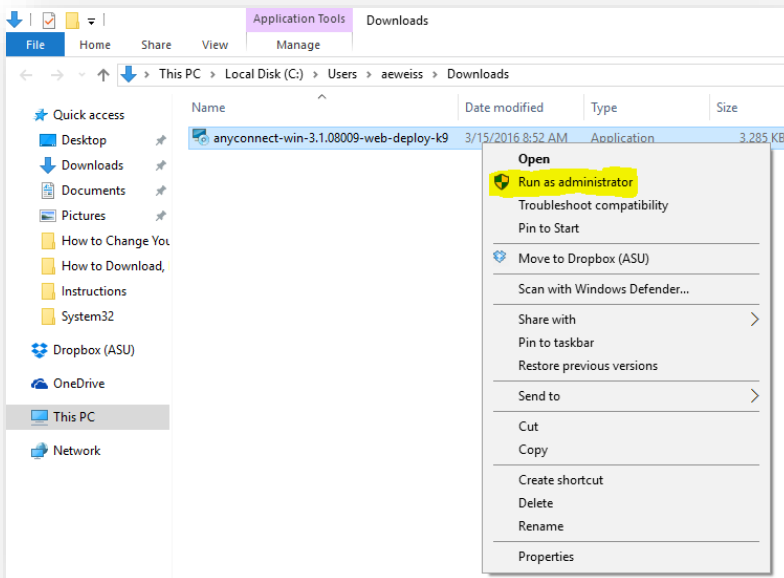 Application Tools Downloads
File Home Share View Manage
This PC Local Disk (C:) Users aeweiss Downloads
Name Date modified Type Size
Quick access
Desktop
Downloads
Documents
Pictures
How to Change You
How to Download,
Instructions
System32
Dropbox (ASU)
OneDrive
This PC
Network
anyconnect-win-3.1.08009-web-deploy-k9 3/15/2016 8:52 AM Application 3,285 KB
Open
Run as administrator
Troubleshoot compatibility
Pin to Start
Move to Dropbox (ASU)
Scan with Windows Defender...
Share with
Pin to taskbar
Restore previous versions
Send to
Cut
Copy
Create shortcut
Delete
Rename
Properties